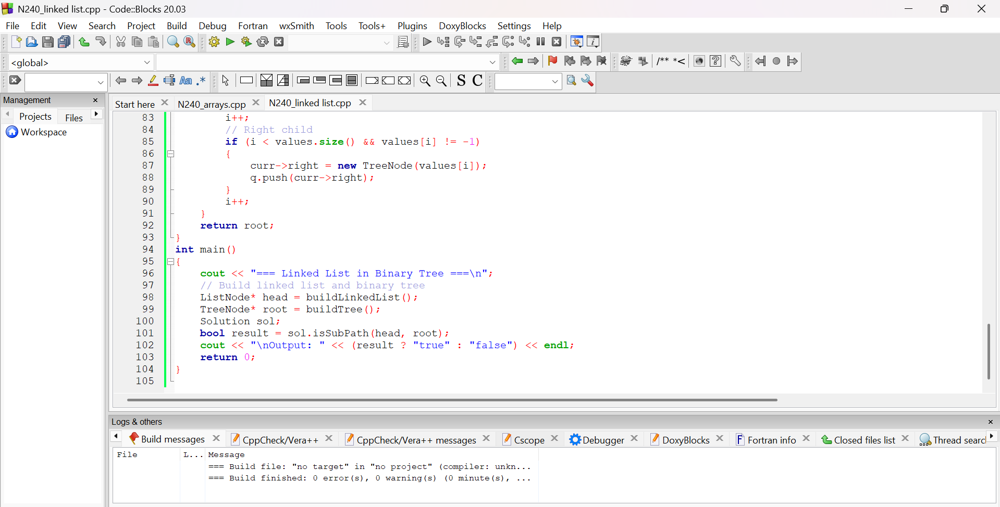 N240_linked list.cpp - Code::Blocks 20.03
File Edit View Search Project Build Debug Fortran wxSmith Tools Tools+ Plugins DoxyBlocks Settings Help
<global>
/** *<
Aa .* S C
Management
Start here N240_arrays.cpp N240_linked list.cpp
Projects Files
Workspace
83 i++;
84 // Right child
85 if (i < values.size() && values[i] != -1)
86 {
87 curr->right = new TreeNode(values[i]);
88 q.push(curr->right);
89 }
90 i++;
91 }
92 return root;
93 }
94 int main()
95 {
96 cout << "=== Linked List in Binary Tree ===\n";
97 // Build linked list and binary tree
98 ListNode* head = buildLinkedList();
99 TreeNode* root = buildTree();
100 Solution sol;
101 bool result = sol.isSubPath(head, root);
102 cout << "\nOutput: " << (result ? "true" : "false") << endl;
103 return 0;
104 }
105
Logs & others
Build messages CppCheck/Vera++ CppCheck/Vera++ messages Cscope Debugger DoxyBlocks Fortran info Closed files list Thread searc
File L... Message
=== Build file: "no target" in "no project" (compiler: unkn...
=== Build finished: 0 error(s), 0 warning(s) (0 minute(s), ...